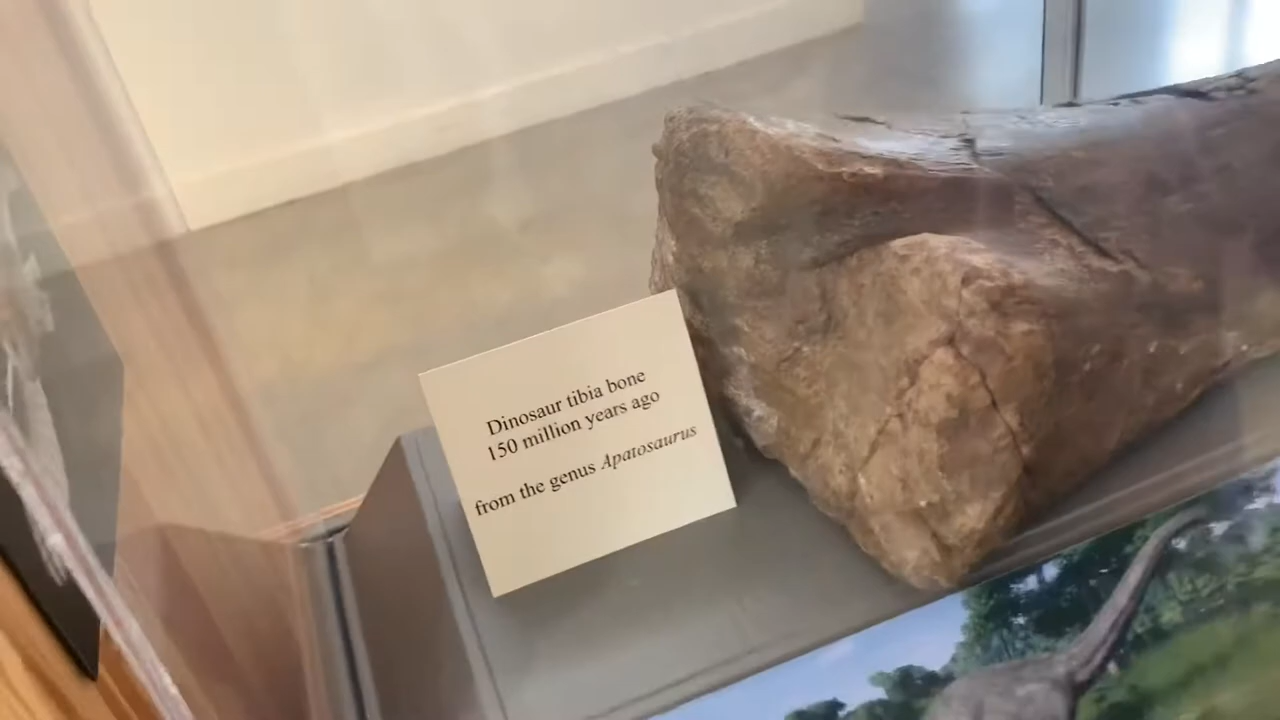 Dinosaur tibia bone
150 million years ago
from the genus Apatosaurus